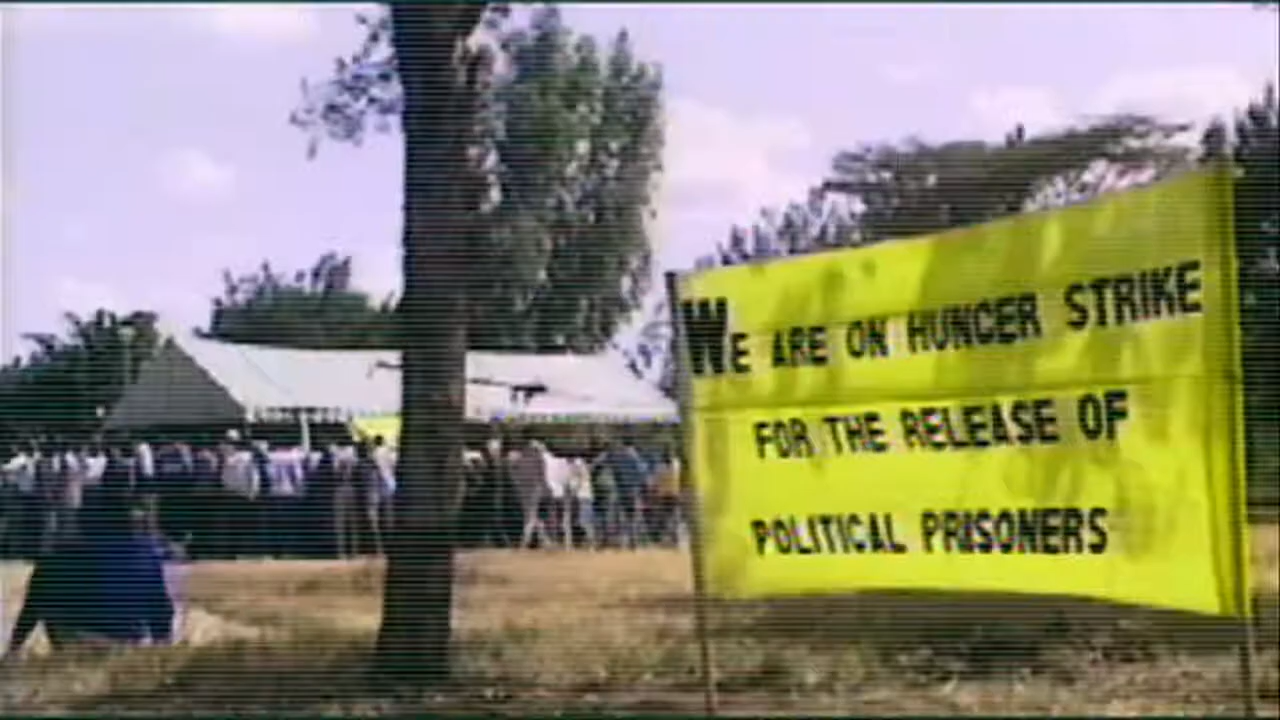 WE ARE ON HUNGER STRIKE
FOR THE RELEASE OF
POLITICAL PRISONERS